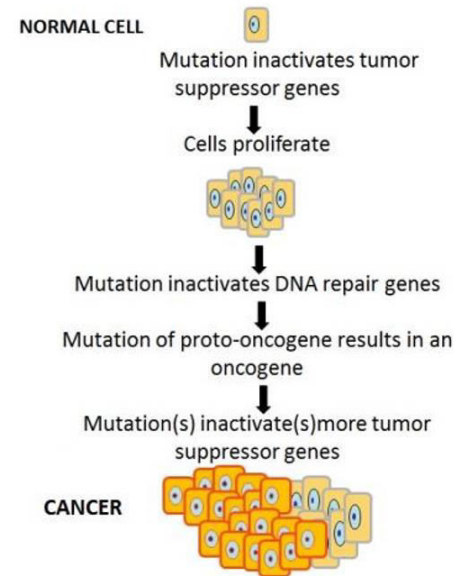 NORMAL CELL
Mutation inactivates tumor
suppressor genes
Cells proliferate
Mutation inactivates DNA repair genes
Mutation of proto-oncogene results in an
oncogene
Mutation(s) inactivate(s)more tumor
suppressor genes
CANCER